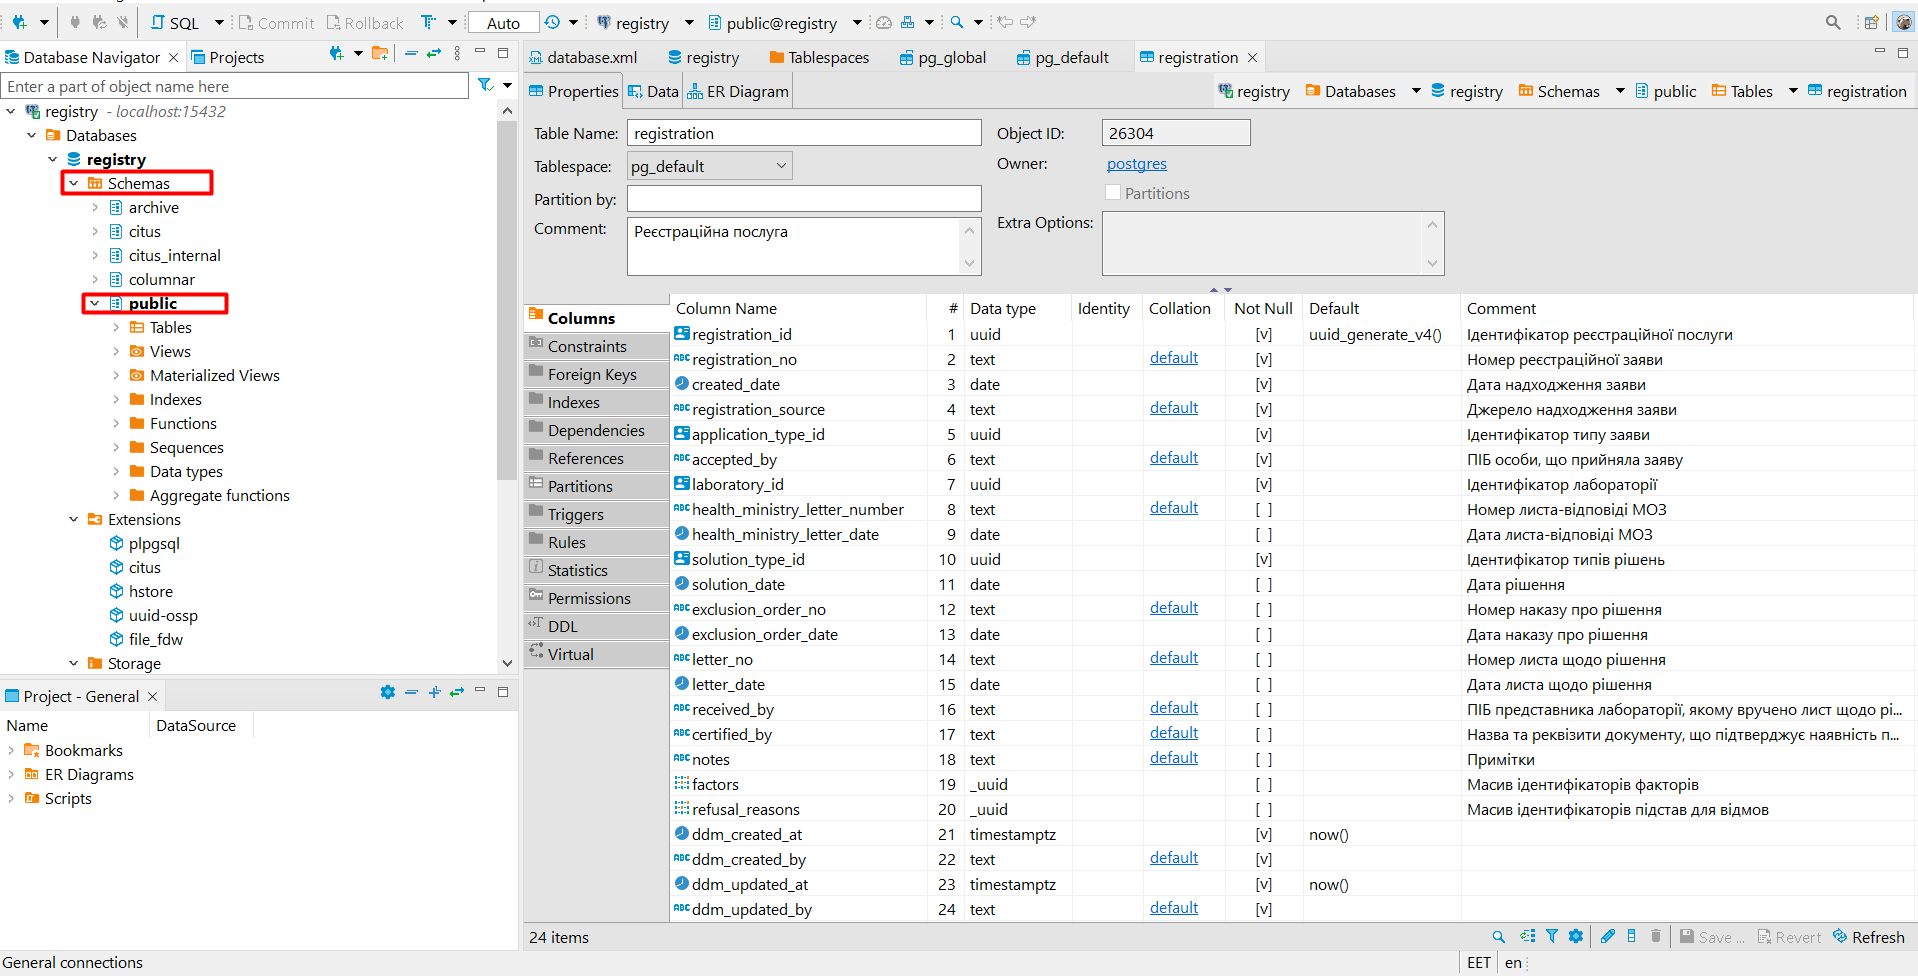 SQL Commit Rollback Auto registry public@registry
Database Navigator Projects
Enter a part of object name here
registry - localhost:15432
Databases
registry
Schemas
archive
citus
citus_internal
columnar
public
Tables
Views
Materialized Views
Indexes
Functions
Sequences
Data types
Aggregate functions
Extensions
plpgsql
citus
hstore
uuid-ossp
file_fdw
Storage
Project - General
Name DataSource
Bookmarks
ER Diagrams
Scripts
database.xml registry Tablespaces pg_global pg_default registration
Properties Data ER Diagram registry Databases registry Schemas public Tables registration
Table Name: registration Object ID: 26304
Tablespace: pg_default Owner: postgres
Partition by: Partitions
Comment: Реєстраційна послуга Extra Options:
Columns
Constraints
Foreign Keys
Indexes
Dependencies
References
Partitions
Triggers
Rules
Statistics
Permissions
DDL
Virtual
Column Name # Data type Identity Collation Not Null Default Comment
registration_id 1 uuid [v] uuid_generate_v4() Ідентифікатор реєстраційної послуги
ABC registration_no 2 text default [v] Номер реєстраційної заяви
created_date 3 date [v] Дата надходження заяви
ABC registration_source 4 text default [v] Джерело надходження заяви
application_type_id 5 uuid [v] Ідентифікатор типу заяви
ABC accepted_by 6 text default [v] ПІБ особи, що прийняла заяву
laboratory_id 7 uuid [v] Ідентифікатор лабораторії
ABC health_ministry_letter_number 8 text default [ ] Номер листа-відповіді МОЗ
health_ministry_letter_date 9 date [ ] Дата листа-відповіді МОЗ
solution_type_id 10 uuid [v] Ідентифікатор типів рішень
solution_date 11 date [ ] Дата рішення
ABC exclusion_order_no 12 text default [ ] Номер наказу про рішення
exclusion_order_date 13 date [ ] Дата наказу про рішення
ABC letter_no 14 text default [ ] Номер листа щодо рішення
letter_date 15 date [ ] Дата листа щодо рішення
ABC received_by 16 text default [ ] ПІБ представника лабораторії, якому вручено лист щодо рі...
ABC certified_by 17 text default [ ] Назва та реквізити документу, що підтверджує наявність п...
ABC notes 18 text default [ ] Примітки
factors 19 _uuid [ ] Масив ідентифікаторів факторів
refusal_reasons 20 _uuid [ ] Масив ідентифікаторів підстав для відмов
ddm_created_at 21 timestamptz [v] now()
ABC ddm_created_by 22 text default [v]
ddm_updated_at 23 timestamptz [v] now()
ABC ddm_updated_by 24 text default [v]
24 items Save ... Revert Refresh
General connections EET en